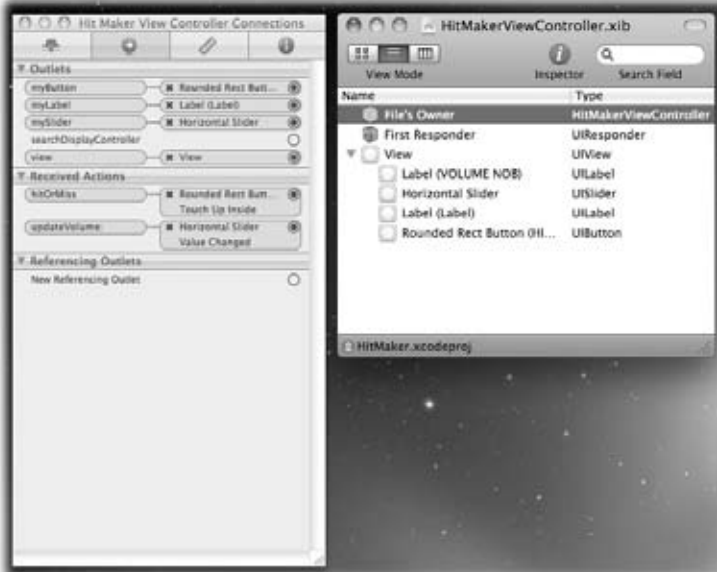 Hit Maker View Controller Connections
Outlets
myButton Rounded Rect Butt...
myLabel Label (Label)
mySlider Horizontal Slider
searchDisplayController
view View
Received Actions
hitOrMiss Rounded Rect Butt...
Touch Up Inside
updateVolume Horizontal Slider
Value Changed
Referencing Outlets
New Referencing Outlet
HitMakerViewController.xib
View Mode Inspector Search Field
Name Type
File's Owner HitMakerViewController
First Responder UIResponder
View UIView
Label (VOLUME NOB) UILabel
Horizontal Slider UISlider
Label (Label) UILabel
Rounded Rect Button (HI... UIButton
HitMaker.xcodeproj